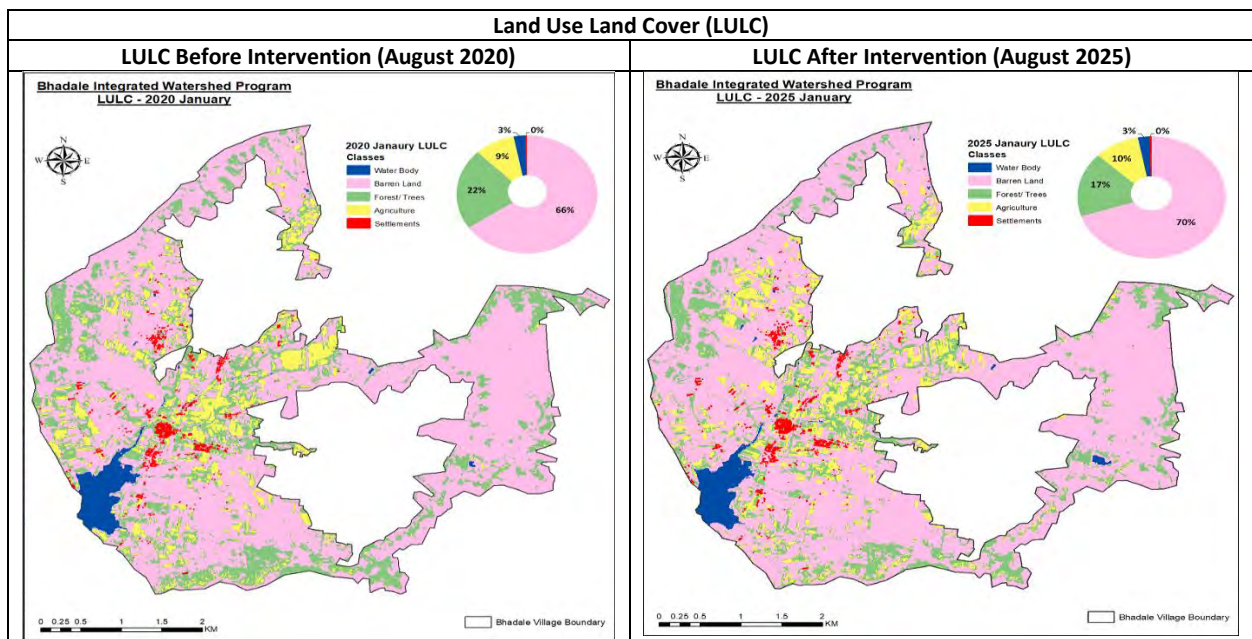 Land Use Land Cover (LULC)
LULC Before Intervention (August 2020)
LULC After Intervention (August 2025)
Bhadale Integrated Watershed Program
LULC - 2020 January
N
W
E
S
2020 Janaury LULC
Classes
Water Body
Barren Land
Forest/ Trees
Agriculture
Settlements
3%
0%
9%
22%
66%
0 0.25 0.5 1 1.5 2
KM
Bhadale Village Boundary
Bhadale Integrated Watershed Program
LULC - 2025 January
N
W
E
S
2025 Janaury LULC
Classes
Water Body
Barren Land
Forest/ Trees
Agriculture
Settlements
3%
0%
10%
17%
70%
0 0.25 0.5 1 1.5 2
KM
Bhadale Village Boundary